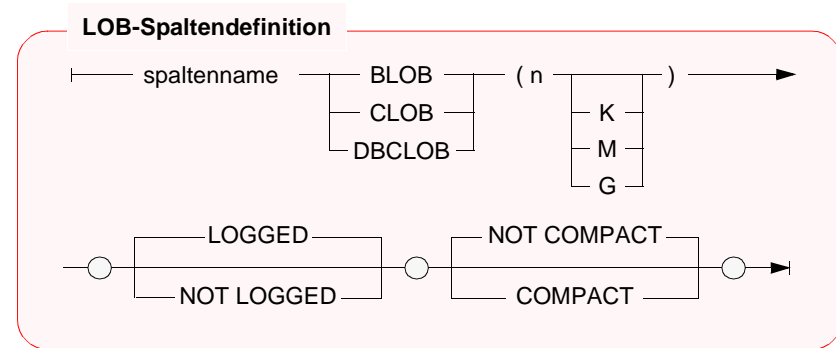 LOB-Spaltendefinition
spaltenname BLOB ( n )
CLOB K
DBCLOB M
G
LOGGED NOT COMPACT
NOT LOGGED COMPACT